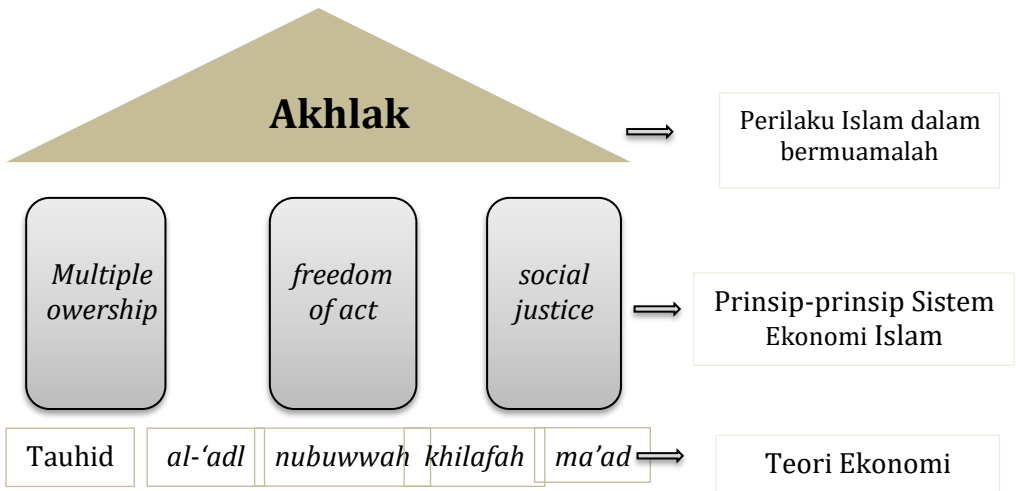 Akhlak
Perilaku Islam dalam
bermuamalah
Multiple
owership
freedom
of act
social
justice
Prinsip-prinsip Sistem
Ekonomi Islam
Tauhid
al-‘adl
nubuwwah
khilafah
ma’ad
Teori Ekonomi